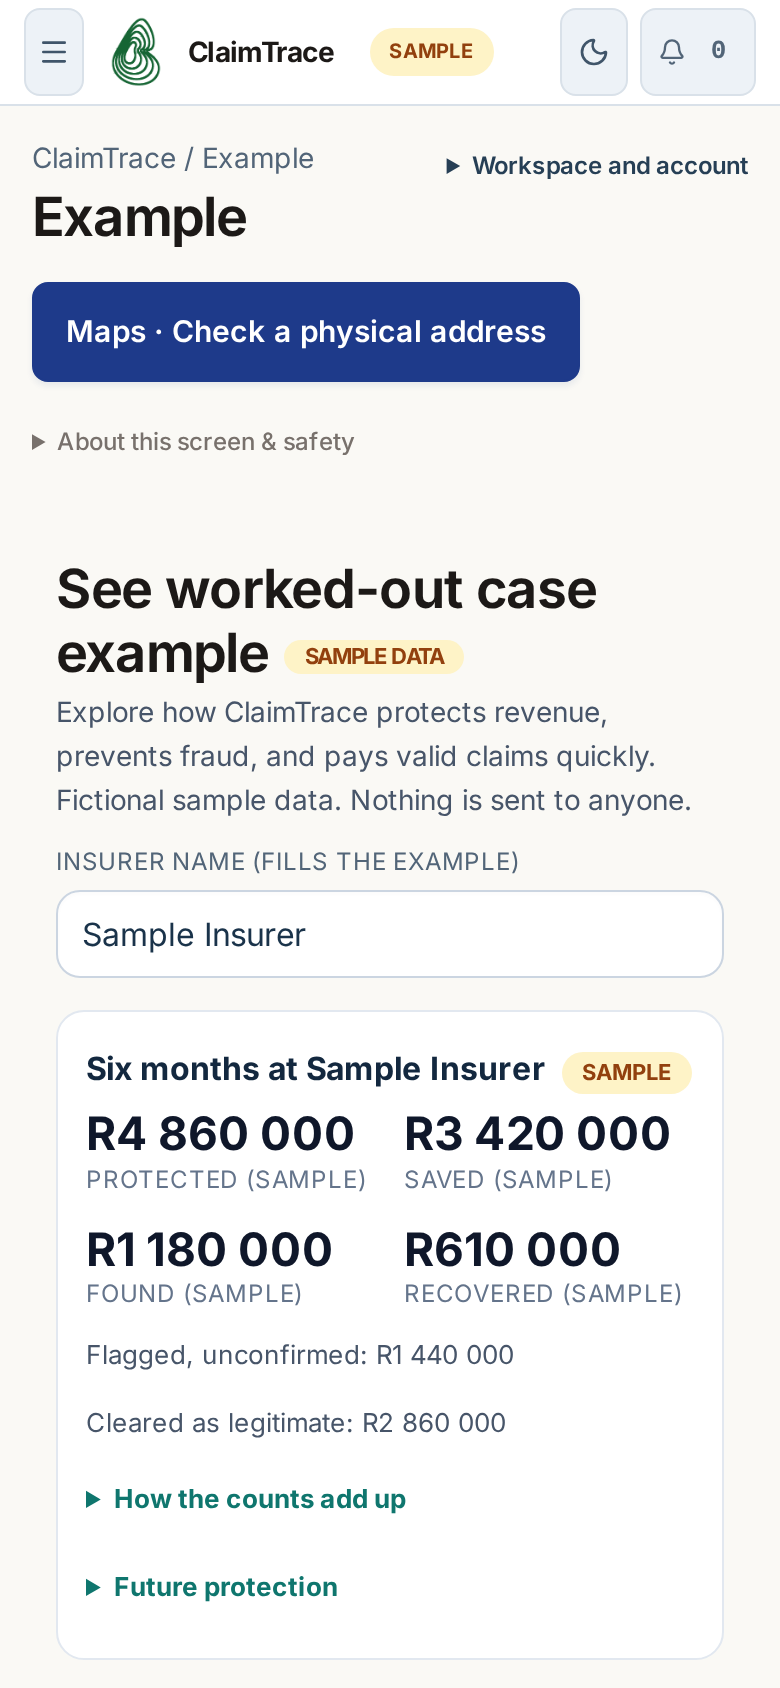 ClaimTrace SAMPLE 0
ClaimTrace / Example
Workspace and account
Example
Maps · Check a physical address
About this screen & safety
See worked-out case
example SAMPLE DATA
Explore how ClaimTrace protects revenue,
prevents fraud, and pays valid claims quickly.
Fictional sample data. Nothing is sent to anyone.
INSURER NAME (FILLS THE EXAMPLE)
Sample Insurer
Six months at Sample Insurer SAMPLE
R4 860 000
PROTECTED (SAMPLE)
R3 420 000
SAVED (SAMPLE)
R1 180 000
FOUND (SAMPLE)
R610 000
RECOVERED (SAMPLE)
Flagged, unconfirmed: R1 440 000
Cleared as legitimate: R2 860 000
How the counts add up
Future protection